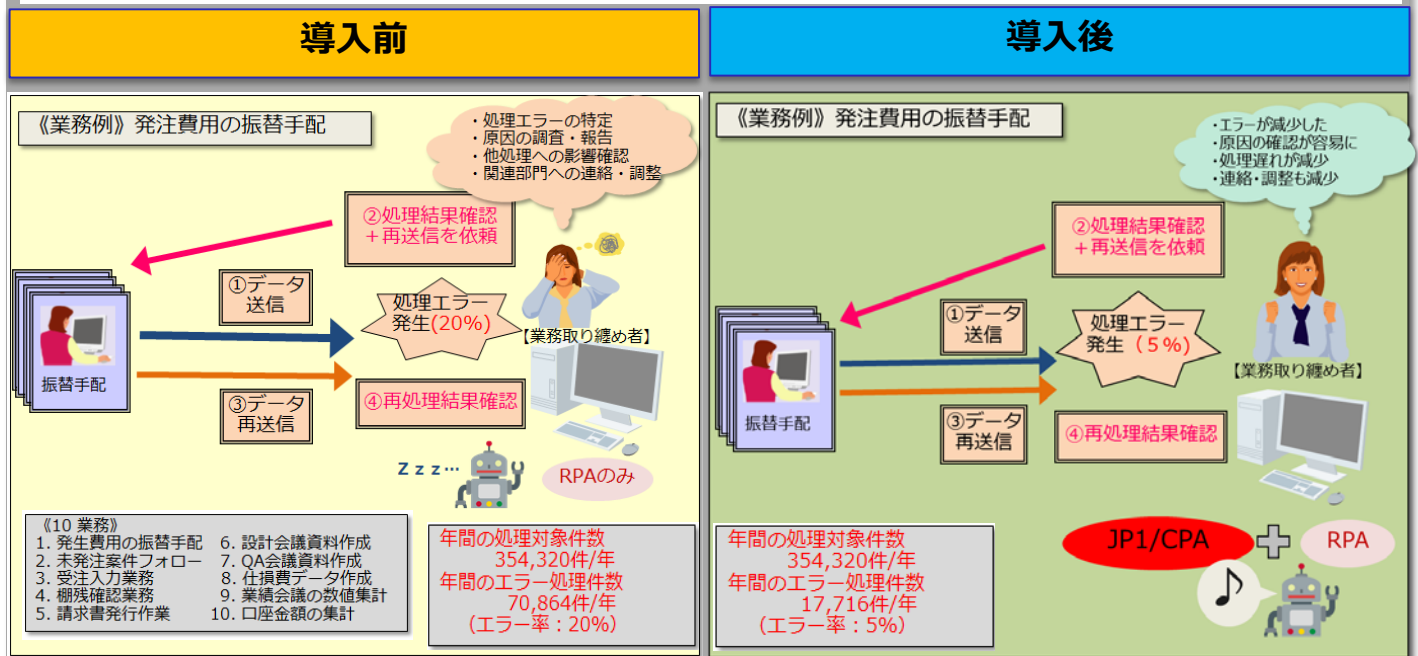 導入前
《業務例》発注費用の振替手配
・処理エラーの特定
・原因の調査・報告
・他処理への影響確認
・関連部門への連絡・調整
②処理結果確認
＋再送信を依頼
①データ
送信
処理エラー
発生(20%)
【業務取り纏め者】
振替手配
③データ
再送信
④再処理結果確認
Ｚｚｚ…
RPAのみ
《10 業務》
1. 発生費用の振替手配
2. 未発注案件フォロー
3. 受注入力業務
4. 棚残確認業務
5. 請求書発行作業
6. 設計会議資料作成
7. QA会議資料作成
8. 仕損費データ作成
9. 業績会議の数値集計
10. 口座金額の集計
年間の処理対象件数
354,320件/年
年間のエラー処理件数
70,864件/年
（エラー率：20%）
導入後
《業務例》発注費用の振替手配
・エラーが減少した
・原因の確認が容易に
・処理遅れが減少
・連絡・調整も減少
②処理結果確認
＋再送信を依頼
①データ
送信
処理エラー
発生（５%）
【業務取り纏め者】
振替手配
③データ
再送信
④再処理結果確認
JP1/CPA
RPA
年間の処理対象件数
354,320件/年
年間のエラー処理件数
17,716件/年
（エラー率：5%）